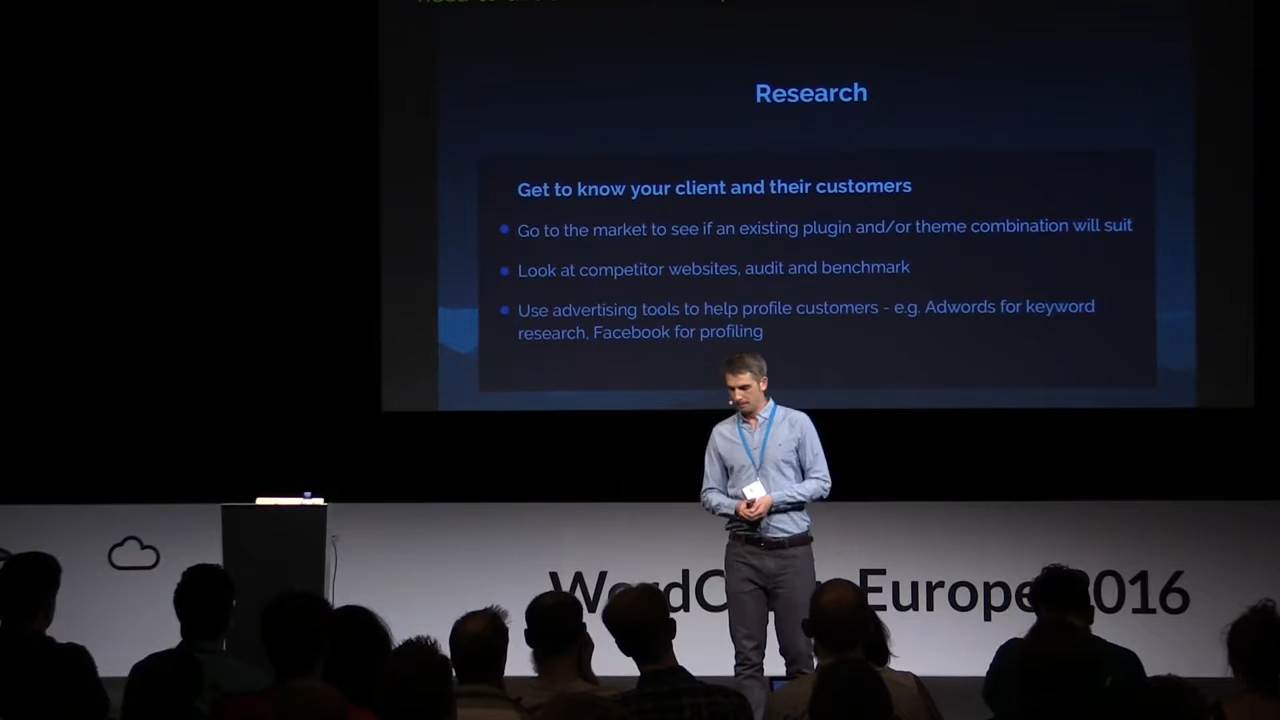 Research
Get to know your client and their customers
Go to the market to see if an existing plugin and/or theme combination will suit
Look at competitor websites, audit and benchmark
Use advertising tools to help profile customers - e.g. Adwords for keyword
research, Facebook for profiling
Europe 2016